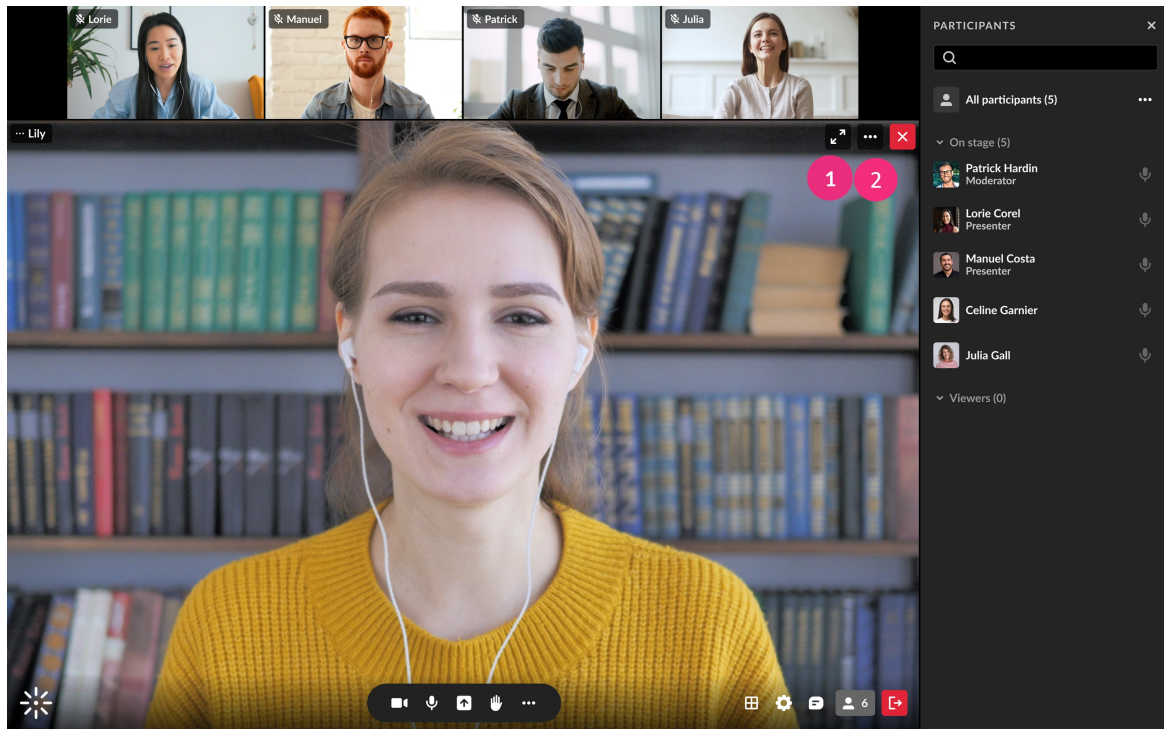 Lorie
Manuel
Patrick
Julia
Lily
1
2
6
PARTICIPANTS
All participants (5)
On stage (5)
Patrick Hardin
Moderator
Lorie Corel
Presenter
Manuel Costa
Presenter
Celine Garnier
Julia Gall
Viewers (0)